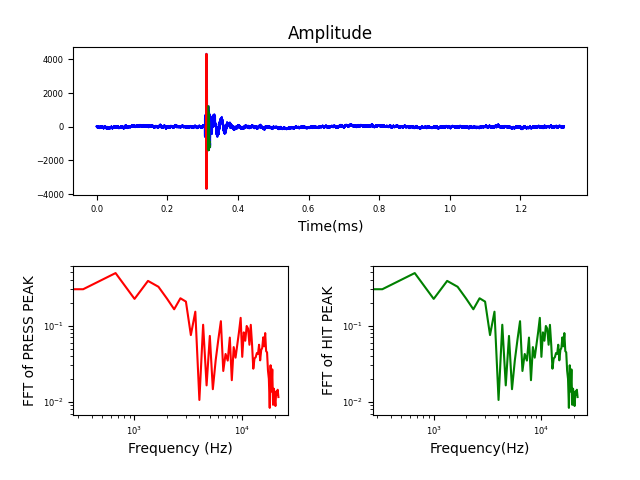 Amplitude
4000
2000
0
−2000
−4000
0.0 0.2 0.4 0.6 0.8 1.0 1.2
Time(ms)
FFT of PRESS PEAK
10⁻¹
10⁻²
10³ 10⁴
Frequency (Hz)
FFT of HIT PEAK
10⁻¹
10⁻²
10³ 10⁴
Frequency(Hz)